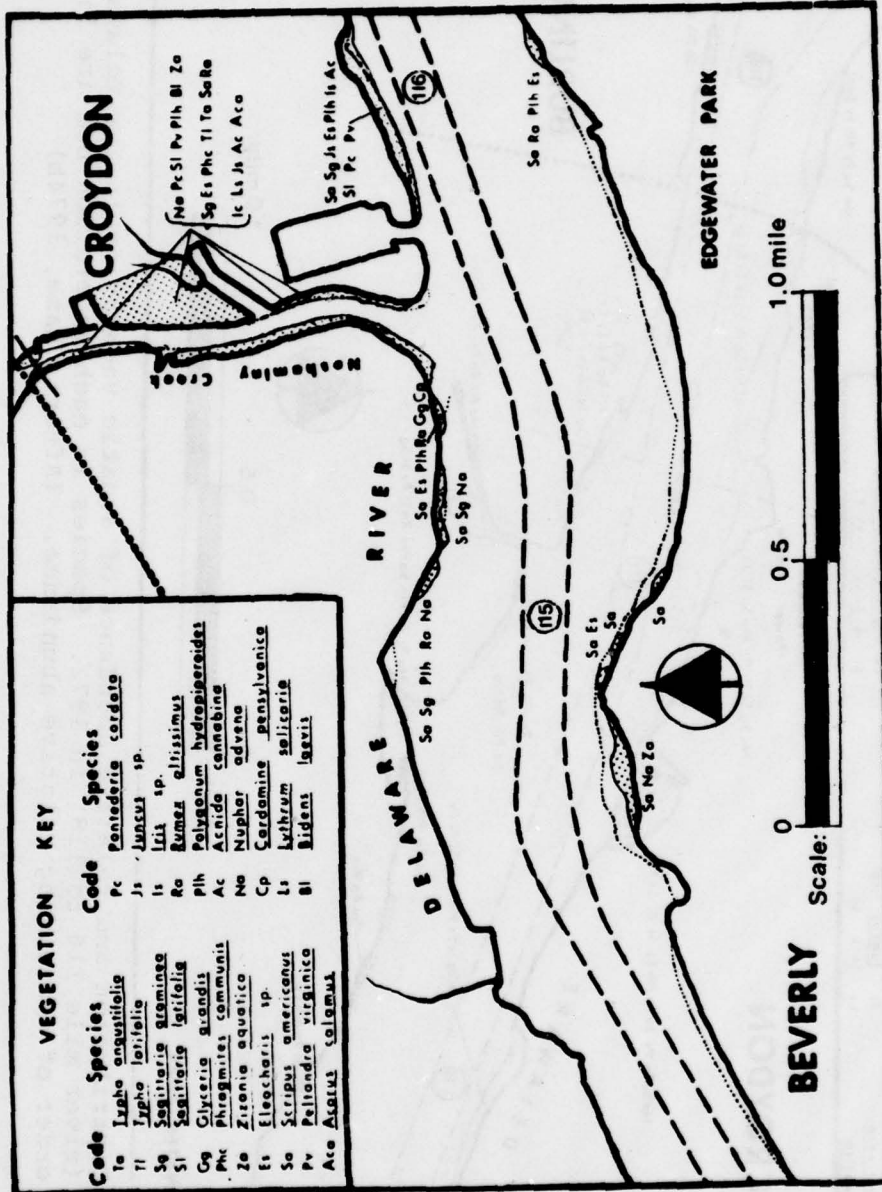 VEGETATION KEY
Code Species
Ta Typha angustifolia
Tl Typha latifolia
Sg Sagittaria graminea
Sl Sagittaria latifolia
Gg Glyceria grandis
Phc Phragmites communis
Za Zizania aquatica
Es Eleocharis sp.
Sa Scripus americanus
Pv Peltandra virginica
Aca Acorus calamus
Code Species
Pc Pontederia cordata
Js Juncus sp.
Is Iris sp.
Ra Rumex altissimus
Plh Polygonum hydropiperoides
Ac Acnida cannabina
Na Nuphar advena
Cp Cardamine pensylvanica
Ls Lythrum salicaria
Bl Bidens laevis
CROYDON
Na Pc Sl Pv Plh Bl Za
Sg Es Phc Tl Ta Sa Ra
Ls Js Ac Aca
Neshaminy
Creek
Sa Sg Js Es Plh Is Ac
Sl Pc Pv
116
Sa Ra Plh Es
EDGEWATER PARK
DELAWARE RIVER
Sa Es Plh Ra Gg Cp
Sa Sg Na
Sa Sg Plh Ra Na
115
Sa Es
Sa
Sa
Sa Na Za
BEVERLY
Scale: 0 0.5 1.0 mile